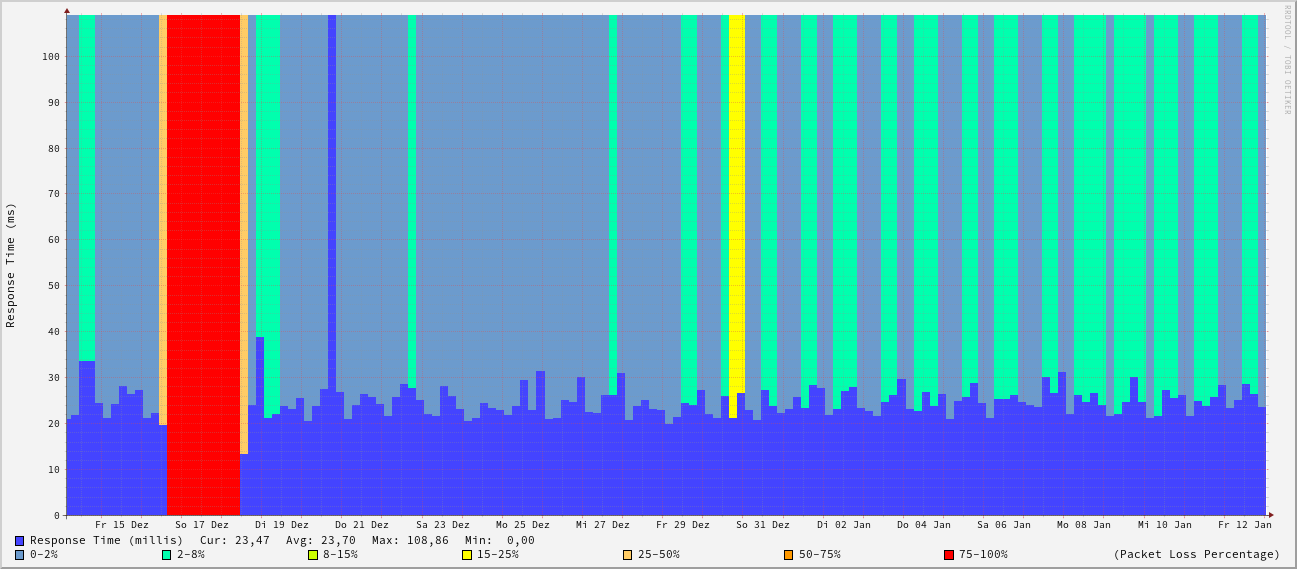 RRDTOOL / TOBI OETIKER
Response Time (ms)
100
90
80
70
60
50
40
30
20
10
0
Fr 15 Dez So 17 Dez Di 19 Dez Do 21 Dez Sa 23 Dez Mo 25 Dez Mi 27 Dez Fr 29 Dez So 31 Dez Di 02 Jan Do 04 Jan Sa 06 Jan Mo 08 Jan Mi 10 Jan Fr 12 Jan
Response Time (millis) Cur: 23,47 Avg: 23,70 Max: 108,86 Min: 0,00
0-2% 2-8% 8-15% 15-25% 25-50% 50-75% 75-100% (Packet Loss Percentage)